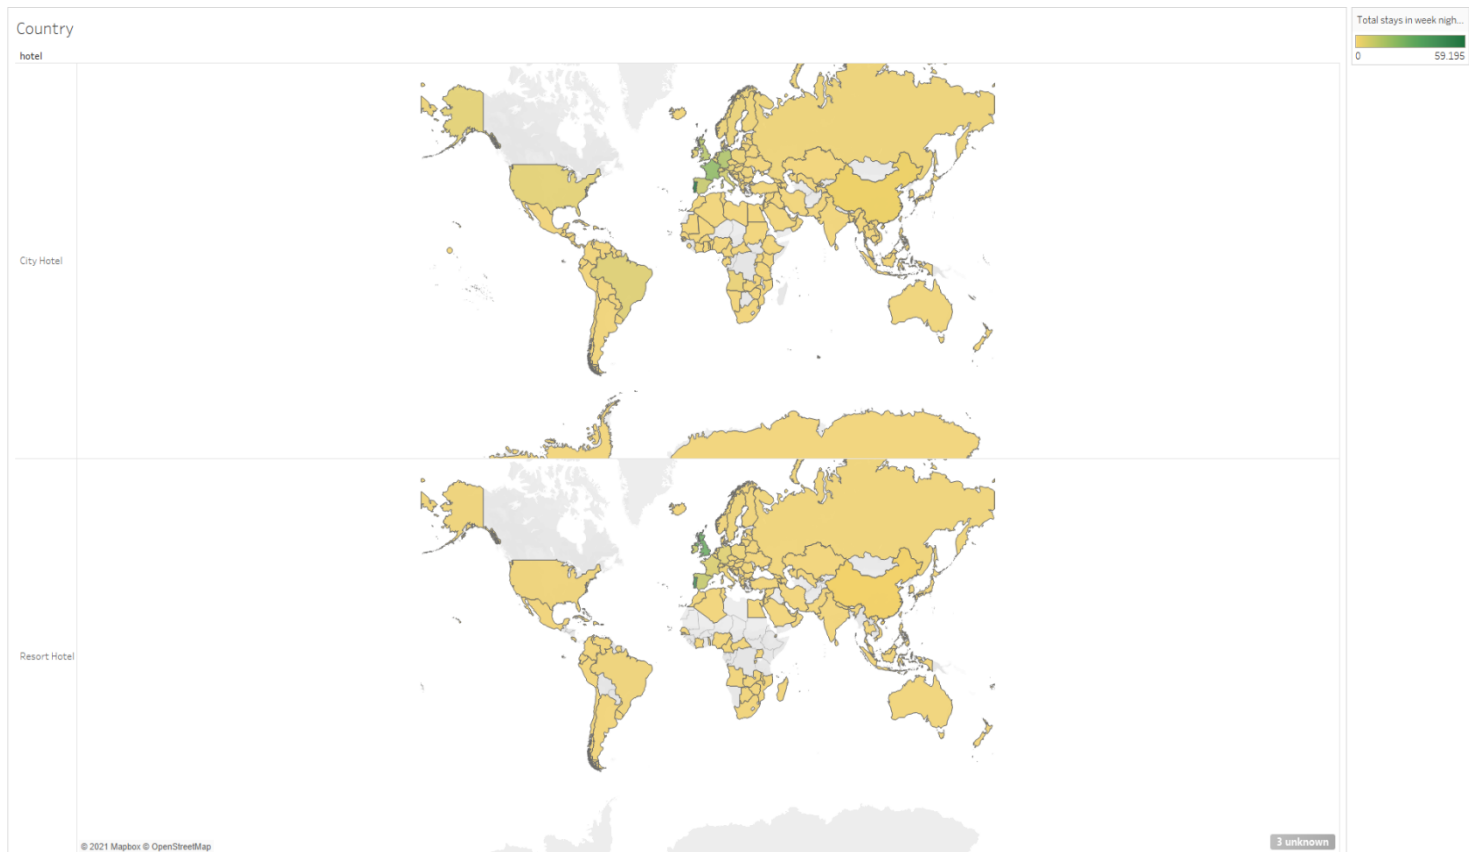 Country
Total stays in week nigh...
0 59.195
hotel
City Hotel
Resort Hotel
© 2021 Mapbox © OpenStreetMap
3 unknown